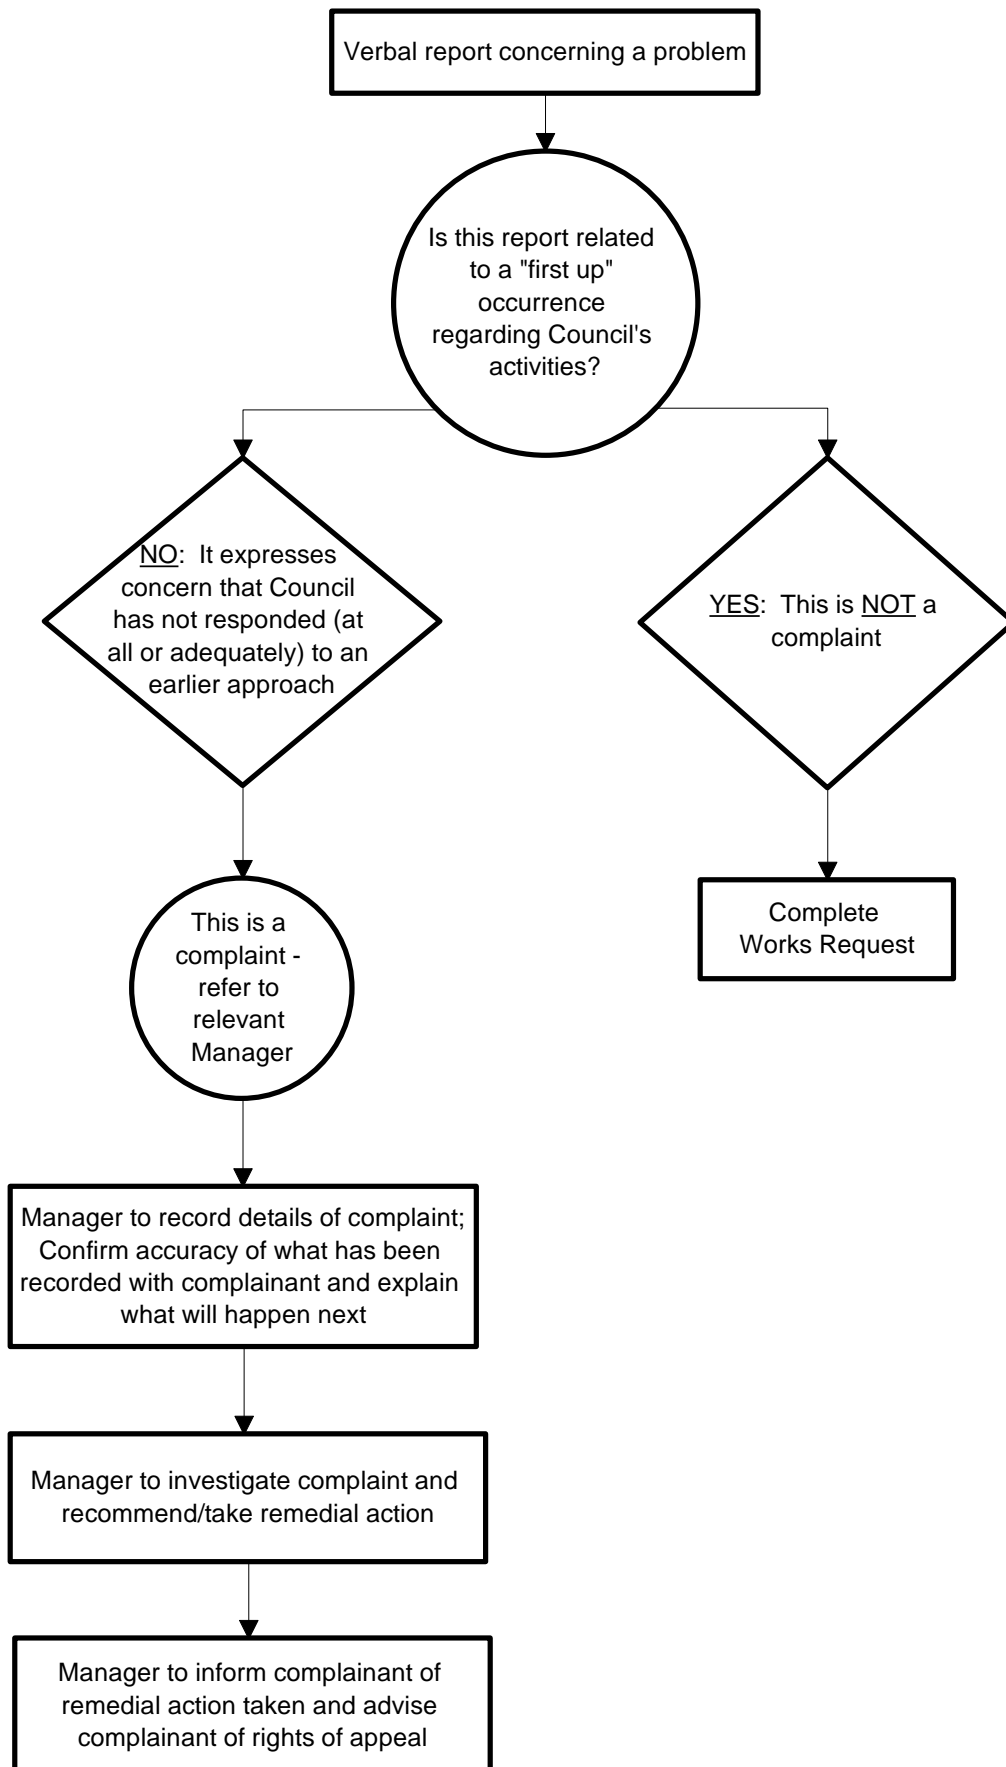 Verbal report concerning a problem
Is this report related
to a "first up"
occurrence
regarding Council's
activities?
NO:  It expresses
concern that Council
has not responded (at
all or adequately) to an
earlier approach
YES:  This is NOT a
complaint
This is a
complaint -
refer to
relevant
Manager
Complete
Works Request
Manager to record details of complaint;
Confirm accuracy of what has been
recorded with complainant and explain
what will happen next
Manager to investigate complaint and
recommend/take remedial action
Manager to inform complainant of
remedial action taken and advise
complainant of rights of appeal